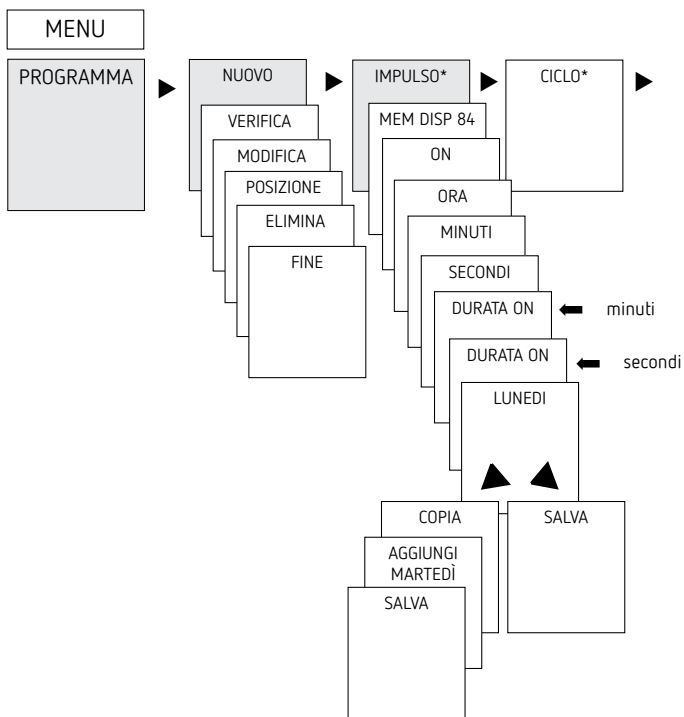 MENU
PROGRAMMA
NUOVO
VERIFICA
MODIFICA
POSIZIONE
ELIMINA
FINE
IMPULSO*
MEM DISP 84
ON
ORA
MINUTI
SECONDI
DURATA ON
minuti
DURATA ON
secondi
LUNEDI
COPIA
AGGIUNGI
MARTEDÌ
SALVA
SALVA
CICLO*